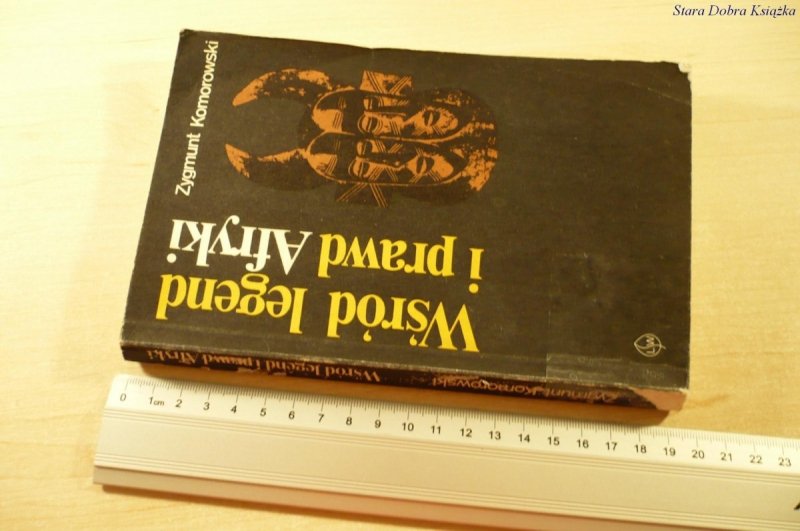 Stara Dobra Książka
Zygmunt Komorowski
Wśród legend
i prawd Afryki
LSW
Zygmunt Komorowski Wśród legend i prawd Afryki
0 1cm 2 3 4 5 6 7 8 9 10 11 12 13 14 15 16 17 18 19 20 21 22 23